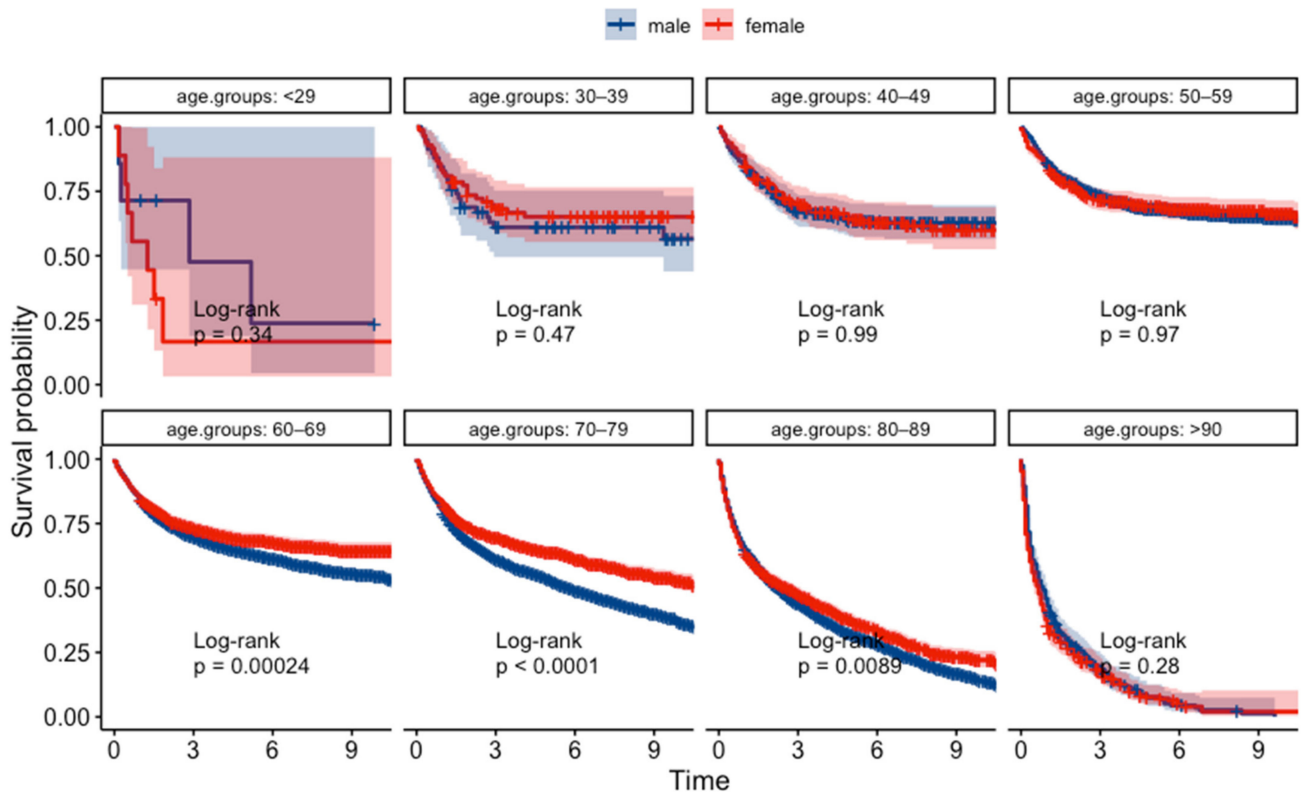 male female
age.groups: <29 age.groups: 30–39 age.groups: 40–49 age.groups: 50–59
1.00
0.75
0.50
0.25
0.00
Log-rank
p = 0.34
Log-rank
p = 0.47
Log-rank
p = 0.99
Log-rank
p = 0.97
Survival probability
age.groups: 60–69 age.groups: 70–79 age.groups: 80–89 age.groups: >90
1.00
0.75
0.50
0.25
0.00
Log-rank
p = 0.00024
Log-rank
p < 0.0001
Log-rank
p = 0.0089
Log-rank
p = 0.28
0 3 6 9 0 3 6 9 0 3 6 9 0 3 6 9
Time